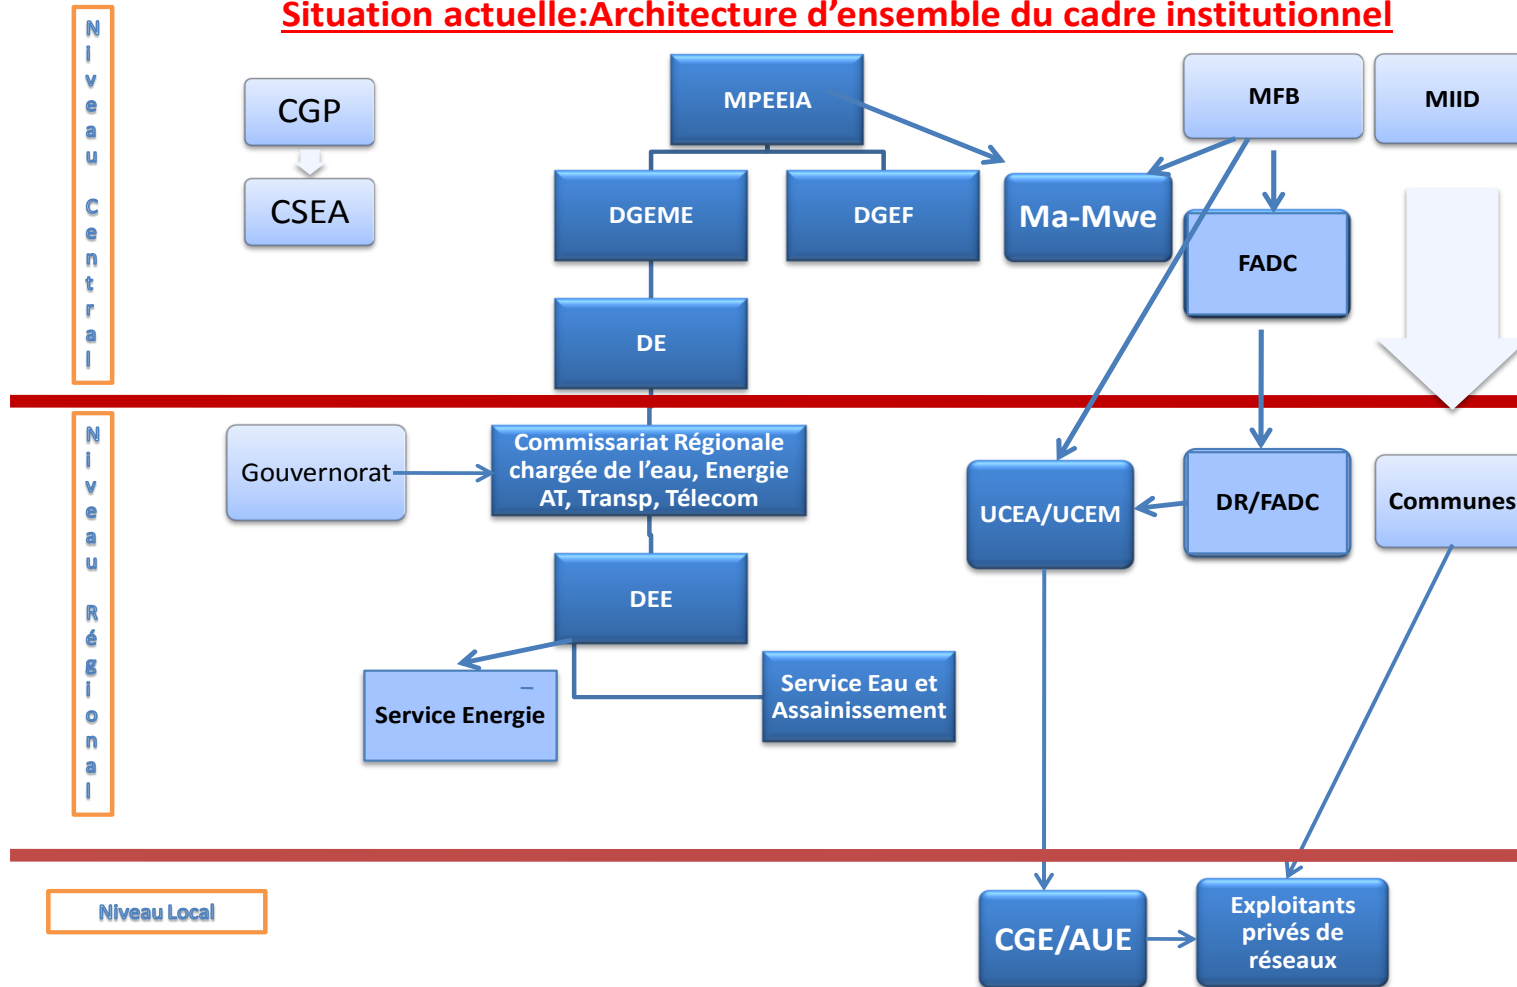 Situation actuelle:Architecture d’ensemble du cadre institutionnel
Niveau Central
CGP
CSEA
MPEEIA
MFB
MIID
DGEME
DGEF
Ma-Mwe
FADC
DE
Niveau Régional
Gouvernorat
Commissariat Régionale
chargée de l’eau, Energie
AT, Transp, Télecom
UCEA/UCEM
DR/FADC
Communes
DEE
Service Energie
Service Eau et
Assainissement
Niveau Local
CGE/AUE
Exploitants
privés de
réseaux